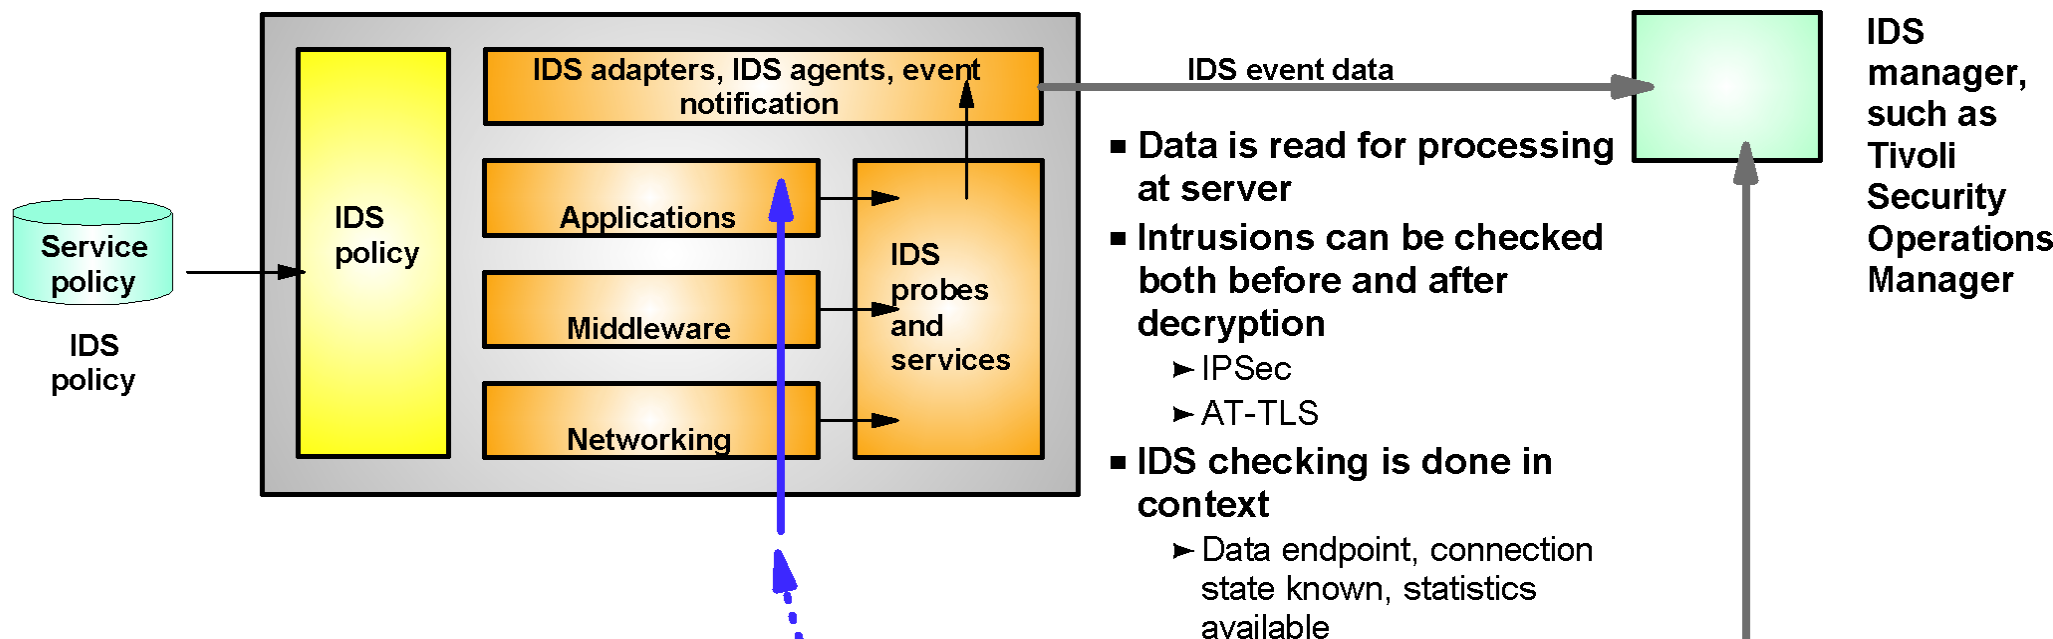 Service
policy
IDS
policy
IDS
policy
IDS adapters, IDS agents, event
notification
Applications
Middleware
Networking
IDS
probes
and
services
IDS event data
■ Data is read for processing
at server
■ Intrusions can be checked
both before and after
decryption
➤ IPSec
➤ AT-TLS
■ IDS checking is done in
context
➤ Data endpoint, connection
state known, statistics
available
IDS
manager,
such as
Tivoli
Security
Operations
Manager